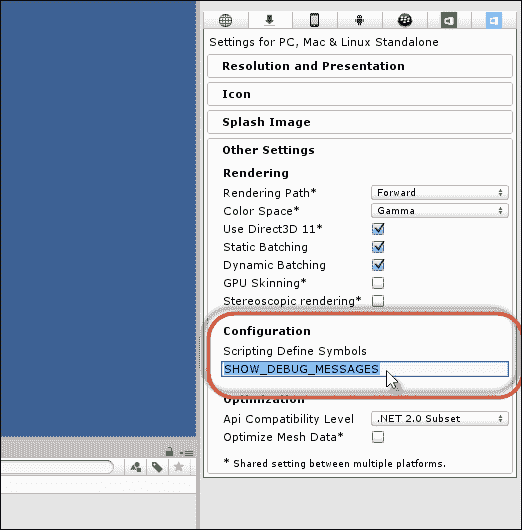 Settings for PC, Mac & Linux Standalone
Resolution and Presentation
Icon
Splash Image
Other Settings
Rendering
Rendering Path* Forward
Color Space* Gamma
Use Direct3D 11*
Static Batching
Dynamic Batching
GPU Skinning*
Stereoscopic rendering*
Configuration
Scripting Define Symbols
SHOW_DEBUG_MESSAGES
Optimization
Api Compatibility Level .NET 2.0 Subset
Optimize Mesh Data*
* Shared setting between multiple platforms.